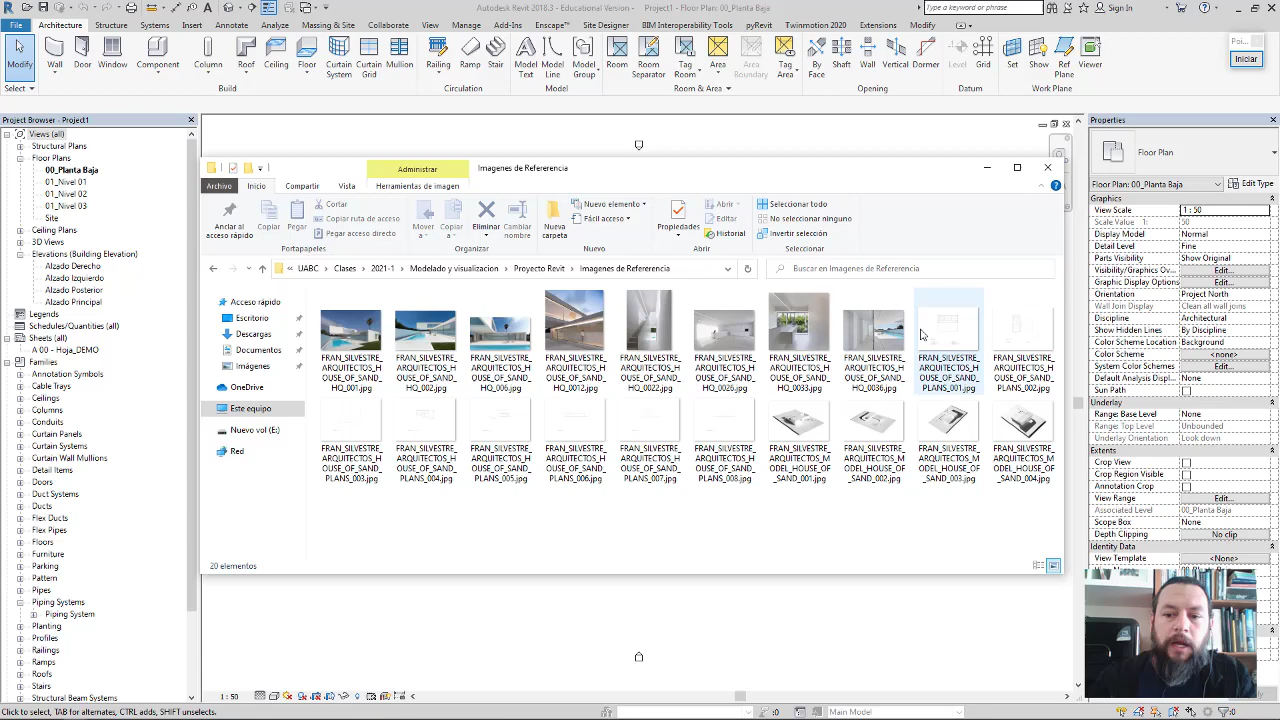 Autodesk Revit 2018.3 - Educational Version - Project1 - Floor Plan: 00_Planta Baja
Type a keyword or phrase
Sign In
File Architecture Structure Systems Insert Annotate Analyze Massing & Site Collaborate View Manage Add-Ins Enscape™ Site Designer BIM Interoperability Tool pyRevit Twinmotion 2020 Extensions Modify
Modify Wall Door Window Component Column Roof Ceiling Floor Curtain System Curtain Grid Mullion Railing Ramp Stair Model Text Model Line Model Group Room Room Separator Tag Room Area Area Boundary Tag Area By Face Shaft Wall Vertical Dormer Level Grid Set Show Ref Plane Viewer
Iniciar
Select Build Circulation Model Room & Area Opening Datum Work Plane
Project Browser - Project1
Views (all)
Structural Plans
Floor Plans
00_Planta Baja
01_Nivel 01
01_Nivel 02
01_Nivel 03
Site
Ceiling Plans
3D Views
Elevations (Building Elevation)
Alzado Derecho
Alzado Izquierdo
Alzado Posterior
Alzado Principal
Legends
Schedules/Quantities (all)
Sheets (all)
A 00 - Hoja_DEMO
Families
Annotation Symbols
Cable Trays
Ceilings
Columns
Conduits
Curtain Panels
Curtain Systems
Curtain Wall Mullions
Detail Items
Doors
Duct Systems
Ducts
Flex Ducts
Flex Pipes
Floors
Furniture
Parking
Pattern
Pipes
Piping Systems
Piping System
Planting
Profiles
Railings
Ramps
Roofs
Stairs
Structural Beam Systems
Administrar
Imagenes de Refererencia
Archivo Inicio Compartir Vista Herramientas de imagen
Anclar al acceso rápido
Copiar
Pegar
Cortar
Copiar ruta de acceso
Pegar acceso directo
Mover a
Copiar a
Eliminar
Cambiar nombre
Nueva carpeta
Nuevo elemento
Fácil acceso
Propiedades
Abrir
Editar
Historial
Seleccionar todo
No seleccionar ninguno
Invertir selección
Portapapeles Organizar Nuevo Abrir Seleccionar
UABC Clases 2021-1 Modelado y visualizacion Proyecto Revit Imagenes de Refererencia
Buscar en Imagenes de Refererencia
Acceso rápido
Escritorio
Descargas
Documentos
Imágenes
OneDrive
Este equipo
Nuevo vol (E:)
Red
FRAN_SILVESTRE_ARQUITECTOS_HOUSE_OF_SAND_HQ_001.jpg
FRAN_SILVESTRE_ARQUITECTOS_HOUSE_OF_SAND_HQ_002.jpg
FRAN_SILVESTRE_ARQUITECTOS_HOUSE_OF_SAND_HQ_006.jpg
FRAN_SILVESTRE_ARQUITECTOS_HOUSE_OF_SAND_HQ_0012.jpg
FRAN_SILVESTRE_ARQUITECTOS_HOUSE_OF_SAND_HQ_0022.jpg
FRAN_SILVESTRE_ARQUITECTOS_HOUSE_OF_SAND_HQ_0026.jpg
FRAN_SILVESTRE_ARQUITECTOS_HOUSE_OF_SAND_HQ_0033.jpg
FRAN_SILVESTRE_ARQUITECTOS_HOUSE_OF_SAND_HQ_0036.jpg
FRAN_SILVESTRE_ARQUITECTOS_HOUSE_OF_SAND_PLANS_001.jpg
FRAN_SILVESTRE_ARQUITECTOS_HOUSE_OF_SAND_PLANS_002.jpg
FRAN_SILVESTRE_ARQUITECTOS_HOUSE_OF_SAND_PLANS_003.jpg
FRAN_SILVESTRE_ARQUITECTOS_HOUSE_OF_SAND_PLANS_004.jpg
FRAN_SILVESTRE_ARQUITECTOS_HOUSE_OF_SAND_PLANS_005.jpg
FRAN_SILVESTRE_ARQUITECTOS_HOUSE_OF_SAND_PLANS_006.jpg
FRAN_SILVESTRE_ARQUITECTOS_HOUSE_OF_SAND_PLANS_007.jpg
FRAN_SILVESTRE_ARQUITECTOS_HOUSE_OF_SAND_PLANS_008.jpg
FRAN_SILVESTRE_ARQUITECTOS_MODEL_HOUSE_OF_SAND_001.jpg
FRAN_SILVESTRE_ARQUITECTOS_MODEL_HOUSE_OF_SAND_002.jpg
FRAN_SILVESTRE_ARQUITECTOS_MODEL_HOUSE_OF_SAND_003.jpg
FRAN_SILVESTRE_ARQUITECTOS_MODEL_HOUSE_OF_SAND_004.jpg
20 elementos
Properties
Floor Plan
Floor Plan: 00_Planta Baja Edit Type
Graphics
View Scale 1 : 50
Scale Value 1: 50
Display Model Normal
Detail Level Fine
Parts Visibility Show Original
Visibility/Graphics Ov... Edit...
Graphic Display Options Edit...
Orientation Project North
Wall Join Display Clean all wall joins
Discipline Architectural
Show Hidden Lines By Discipline
Color Scheme Location Background
Color Scheme <none>
System Color Schemes Edit...
Default Analysis Displ... None
Sun Path
Underlay
Range: Base Level None
Range: Top Level Unbounded
Underlay Orientation Look down
Extents
Crop View
Crop Region Visible
Annotation Crop
View Range Edit...
Associated Level 00_Planta Baja
Scope Box None
Depth Clipping No clip
Identity Data
View Template <None>
1 : 50
Click to select, TAB for alternates, CTRL adds, SHIFT unselects.
:0
Main Model
:0